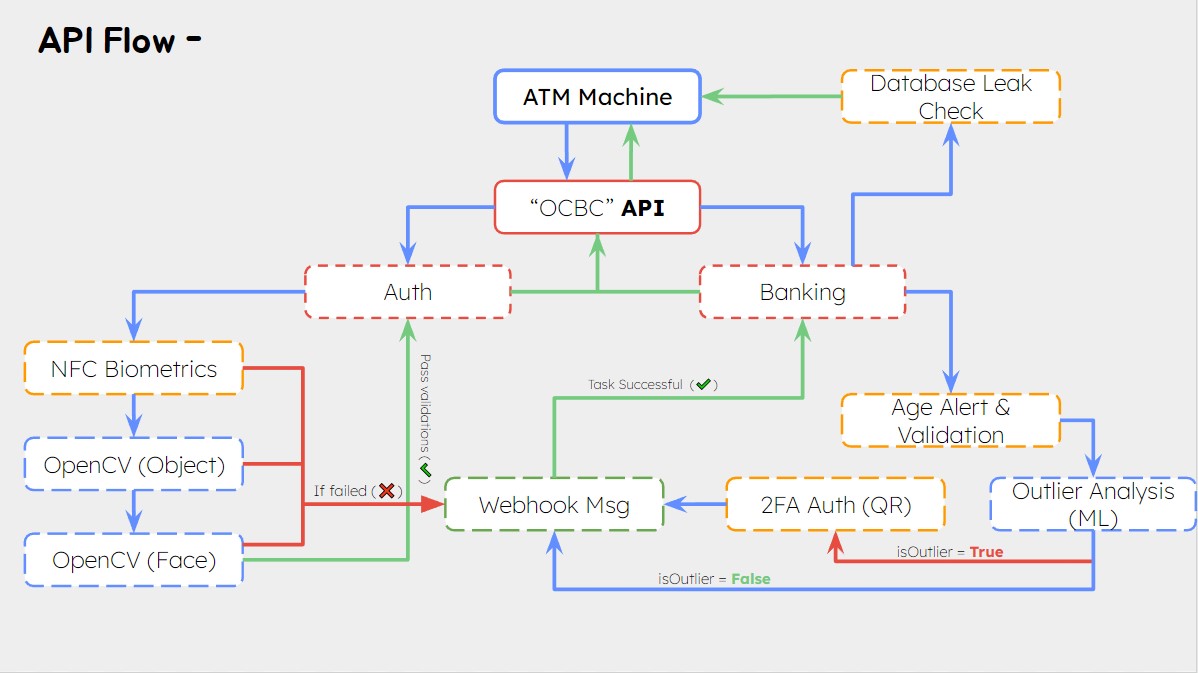 API Flow -
ATM Machine
Database Leak
Check
“OCBC” API
Auth
Banking
NFC Biometrics
Pass validations (✔)
Task Successful (✔)
Age Alert &
Validation
OpenCV (Object)
If failed (❌)
Webhook Msg
2FA Auth (QR)
Outlier Analysis
(ML)
OpenCV (Face)
isOutlier = True
isOutlier = False